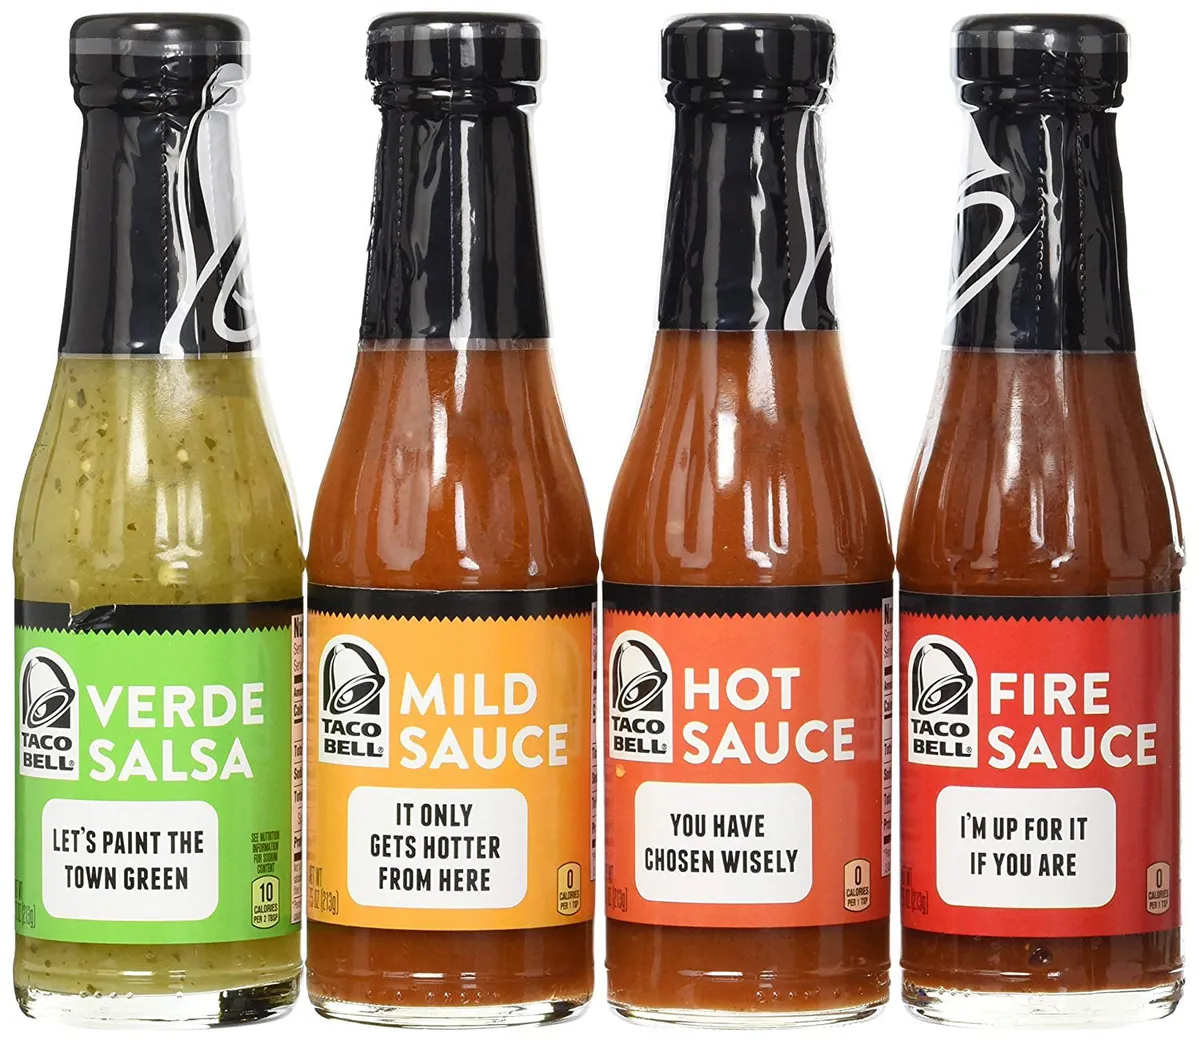 TACO
BELL®
VERDE
SALSA
LET'S PAINT THE
TOWN GREEN
SEE NUTRITION
INFORMATION
FOR SODIUM
CONTENT
10
CALORIES
PER 2 TBSP
TACO
BELL®
MILD
SAUCE
IT ONLY
GETS HOTTER
FROM HERE
NET WT
(213g)
0
CALORIES
PER 1 TSP
TACO
BELL®
HOT
SAUCE
YOU HAVE
CHOSEN WISELY
0
CALORIES
PER 1 TSP
TACO
BELL®
FIRE
SAUCE
I'M UP FOR IT
IF YOU ARE
0
CALORIES
PER 1 TSP